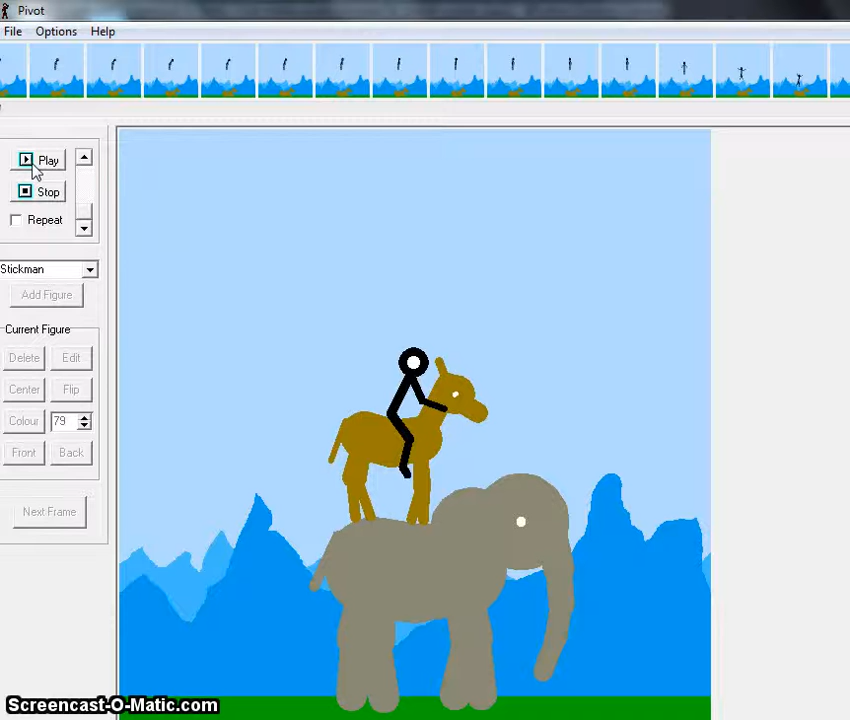 Pivot
File Options Help
Play
Stop
Repeat
Stickman
Add Figure
Current Figure
Delete Edit
Center Flip
Colour 79
Front Back
Next Frame
Screencast-O-Matic.com